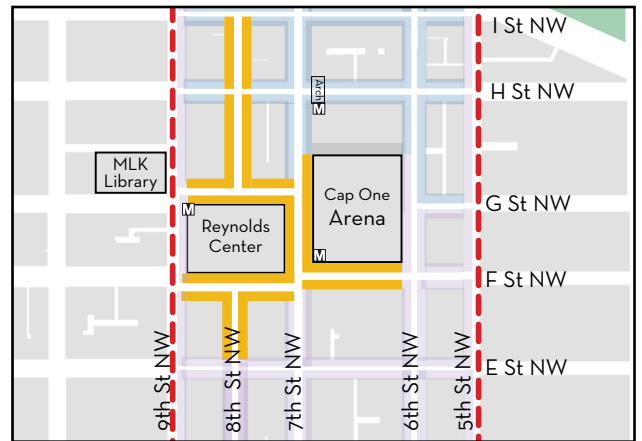 I St NW
H St NW
Arch
M
MLK
Library
Cap One
Arena
G St NW
M
Reynolds
Center
M
F St NW
E St NW
9th St NW
8th St NW
7th St NW
6th St NW
5th St NW